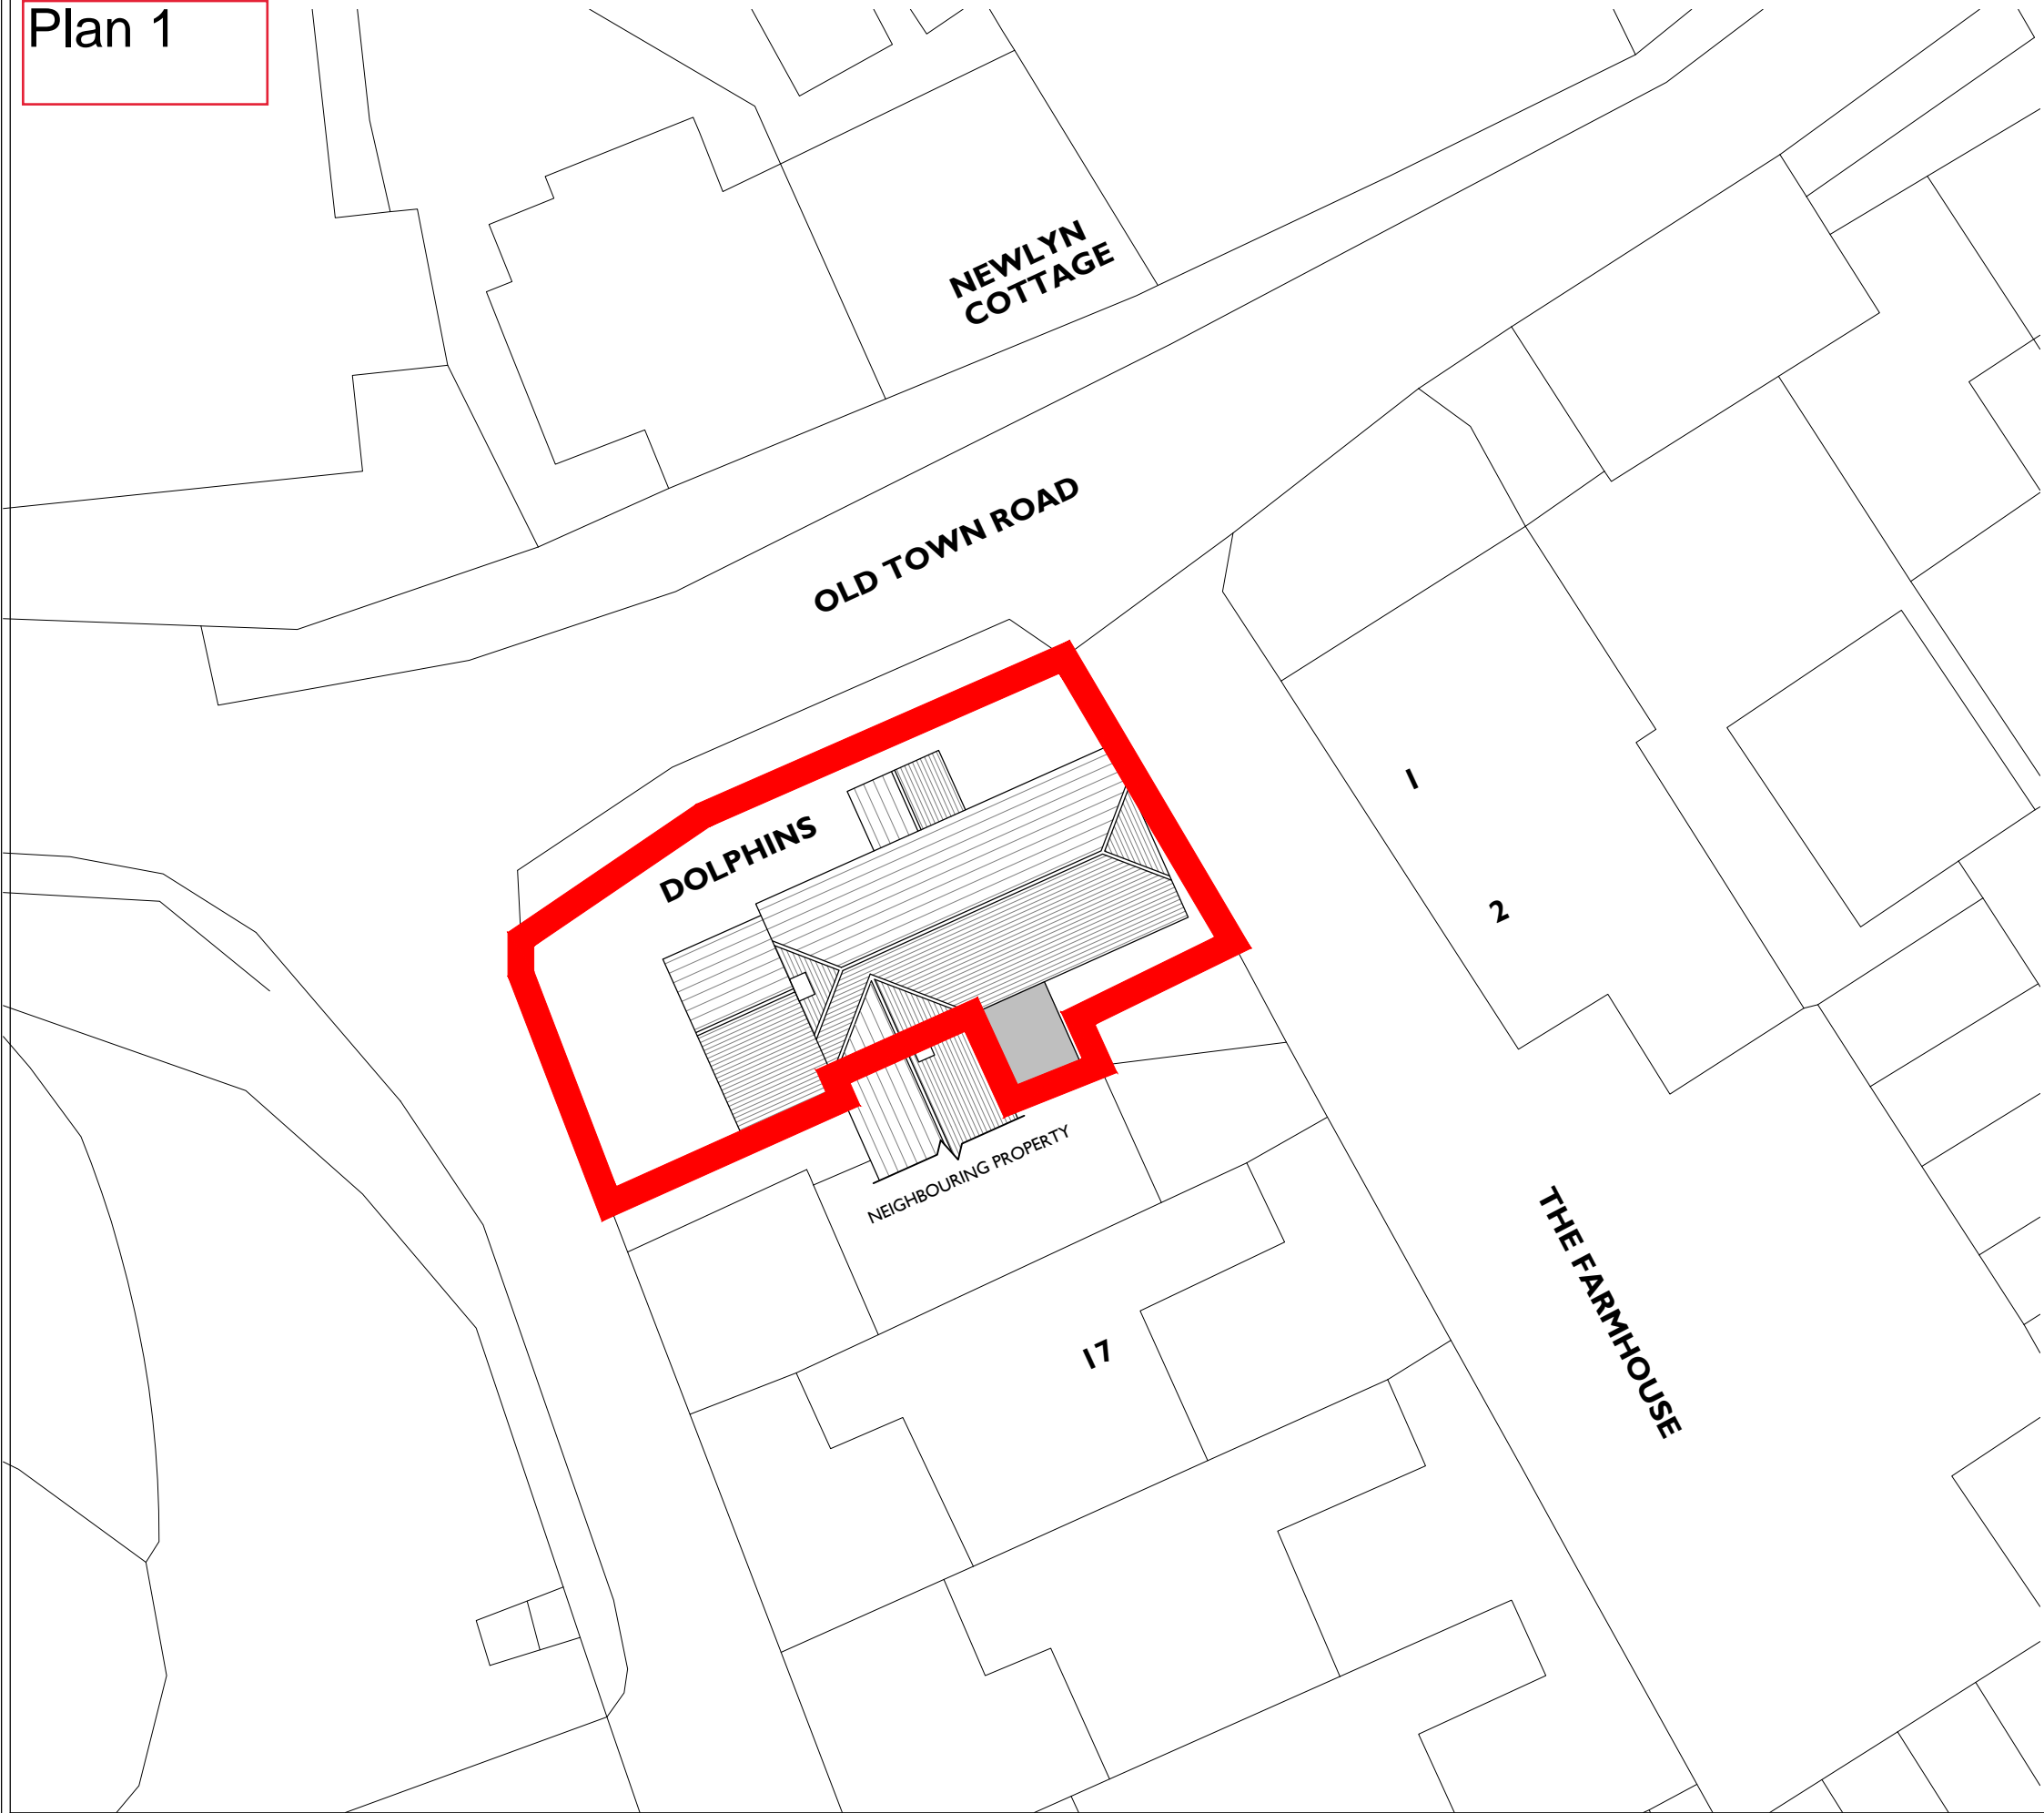 Plan 1
NEWLYN
COTTAGE
OLD TOWN ROAD
1
DOLPHINS
2
NEIGHBOURING PROPERTY
THE FARMHOUSE
17